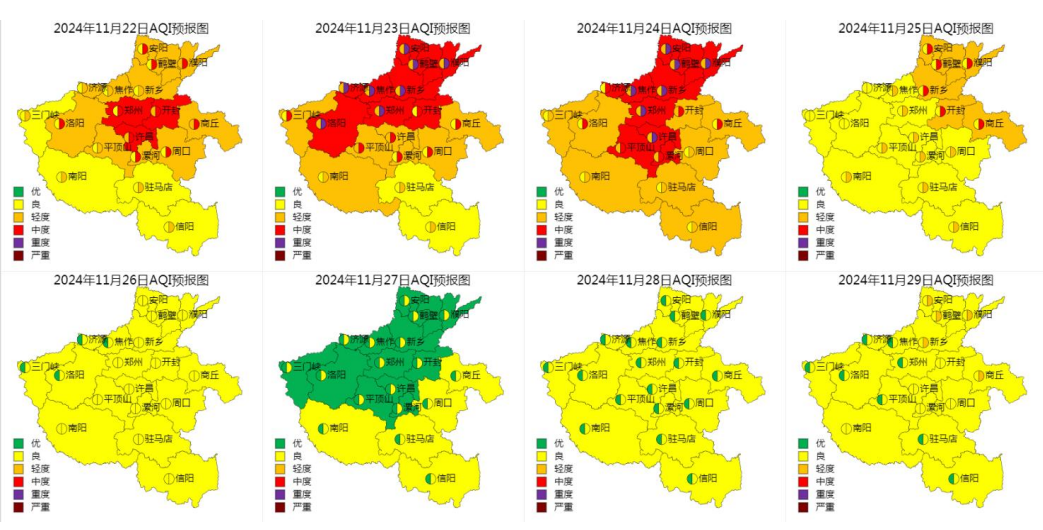 2024年11月22日AQI预报图
安阳
鹤壁
濮阳
济源
焦作
新乡
三门峡
洛阳
郑州
开封
商丘
许昌
平顶山
漯河
周口
南阳
驻马店
信阳
优
良
轻度
中度
重度
严重
2024年11月23日AQI预报图
安阳
鹤壁
濮阳
济源
焦作
新乡
三门峡
洛阳
郑州
开封
商丘
许昌
平顶山
漯河
周口
南阳
驻马店
信阳
优
良
轻度
中度
重度
严重
2024年11月24日AQI预报图
安阳
鹤壁
濮阳
济源
焦作
新乡
三门峡
洛阳
郑州
开封
商丘
许昌
平顶山
漯河
周口
南阳
驻马店
信阳
优
良
轻度
中度
重度
严重
2024年11月25日AQI预报图
安阳
鹤壁
濮阳
济源
焦作
新乡
三门峡
洛阳
郑州
开封
商丘
许昌
平顶山
漯河
周口
南阳
驻马店
信阳
优
良
轻度
中度
重度
严重
2024年11月26日AQI预报图
安阳
鹤壁
濮阳
济源
焦作
新乡
三门峡
洛阳
郑州
开封
商丘
许昌
平顶山
漯河
周口
南阳
驻马店
信阳
优
良
轻度
中度
重度
严重
2024年11月27日AQI预报图
安阳
鹤壁
濮阳
济源
焦作
新乡
三门峡
洛阳
郑州
开封
商丘
许昌
平顶山
漯河
周口
南阳
驻马店
信阳
优
良
轻度
中度
重度
严重
2024年11月28日AQI预报图
安阳
鹤壁
濮阳
济源
焦作
新乡
三门峡
洛阳
郑州
开封
商丘
许昌
平顶山
漯河
周口
南阳
驻马店
信阳
优
良
轻度
中度
重度
严重
2024年11月29日AQI预报图
安阳
鹤壁
濮阳
济源
焦作
新乡
三门峡
洛阳
郑州
开封
商丘
许昌
平顶山
漯河
周口
南阳
驻马店
信阳
优
良
轻度
中度
重度
严重